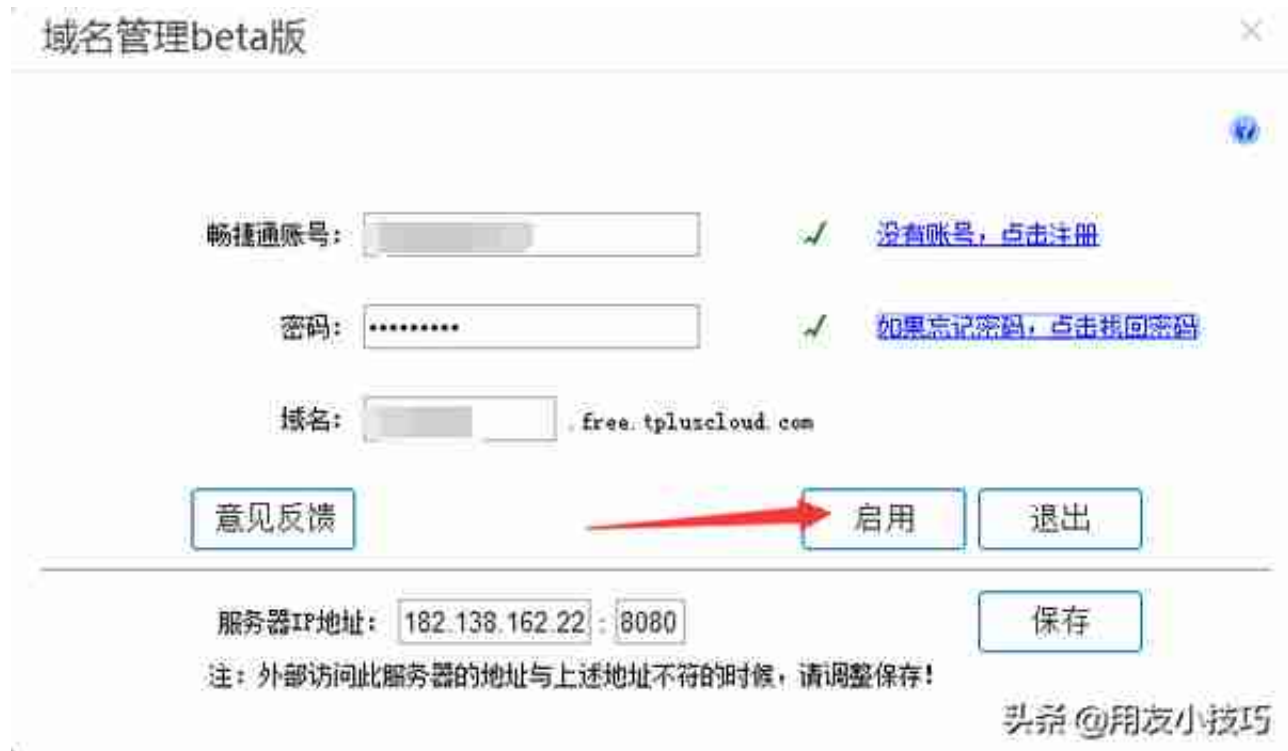 域名管理beta版
畅捷通账号: 没有账号，点击注册
密码: ••••••••• 如果忘记密码，点击找回密码
域名: .free.tpluscloud.com
意见反馈 启用 退出
服务器IP地址: 182.138.162.22 : 8080 保存
注：外部访问此服务器的地址与上述地址不符的时候，请调整保存！
头条 @用友小技巧